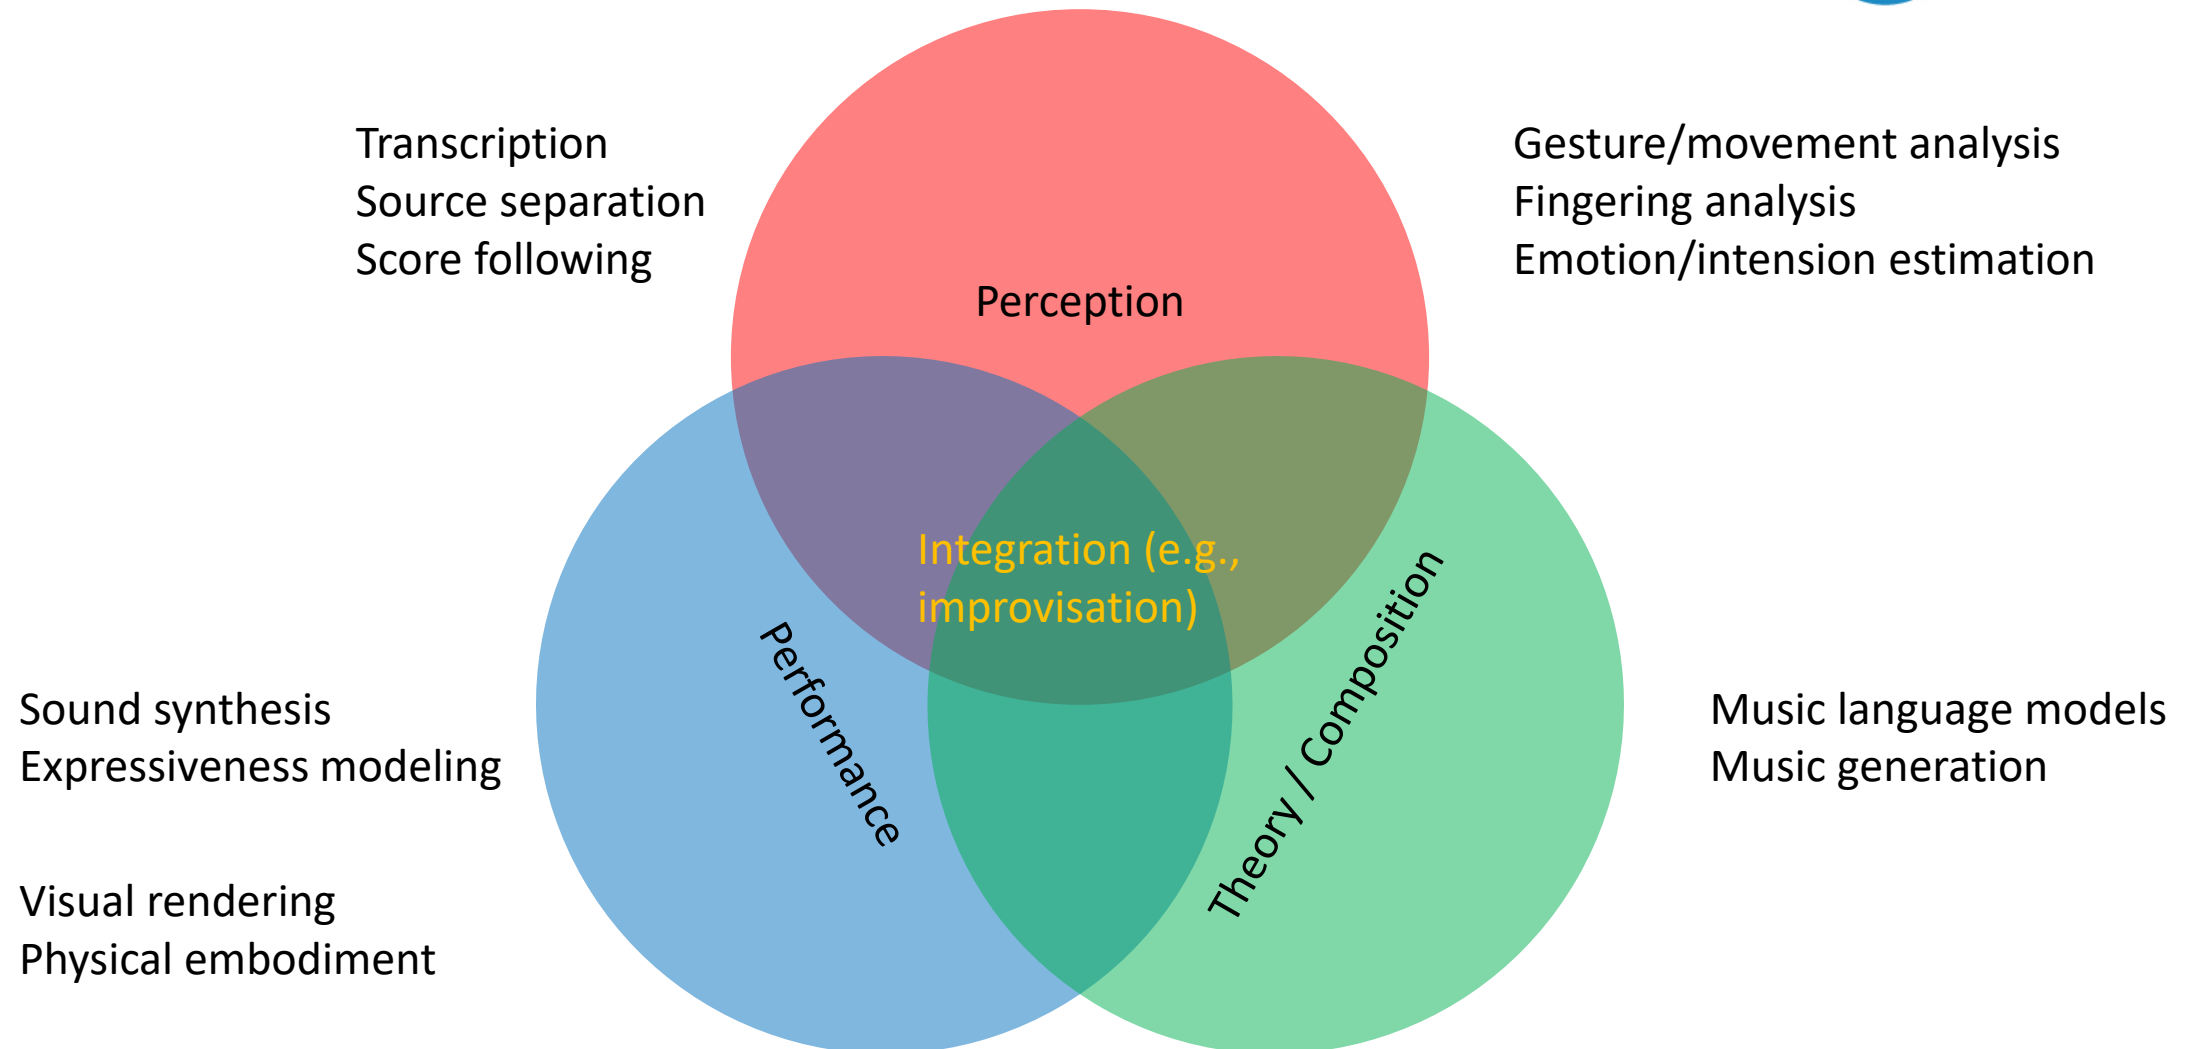 Transcription
Source separation
Score following
Gesture/movement analysis
Fingering analysis
Emotion/intension estimation
Perception
Integration (e.g.,
improvisation)
Performance
Theory / Composition
Sound synthesis
Expressiveness modeling
Visual rendering
Physical embodiment
Music language models
Music generation